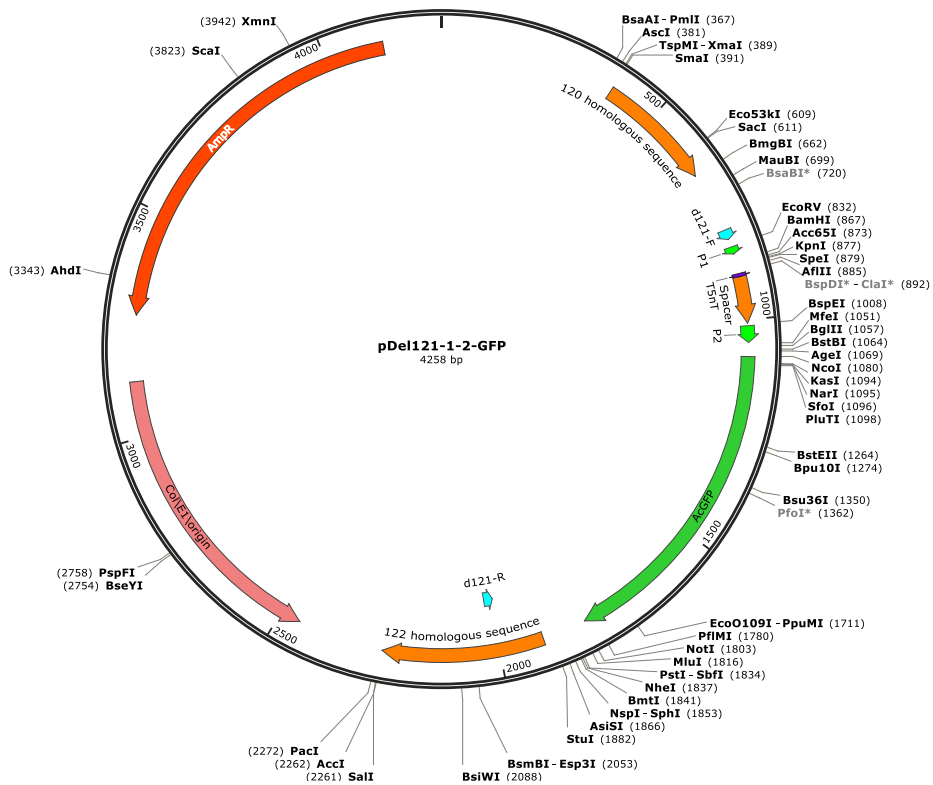 (3942) XmnI
(3823) ScaI
4000
AmpR
3500
(3343) AhdI
BsaAI - PmlI (367)
AscI (381)
TspMI - XmaI (389)
SmaI (391)
120 homologous sequence
500
Eco53kI (609)
SacI (611)
BmgBI (662)
MauBI (699)
BsaBI* (720)
EcoRV (832)
BamHI (867)
Acc65I (873)
KpnI (877)
SpeI (879)
AflII (885)
BspDI* - ClaI* (892)
d121-F
P1
T5nT
Spacer
P2
1000
BspEI (1008)
MfeI (1051)
BglII (1057)
BstBI (1064)
AgeI (1069)
NcoI (1080)
KasI (1094)
NarI (1095)
SfoI (1096)
PluTI (1098)
pDel121-1-2-GFP
4258 bp
BstEII (1264)
Bpu10I (1274)
Bsu36I (1350)
PfoI* (1362)
AcGFP
1500
EcoO109I - PpuMI (1711)
PflMI (1780)
NotI (1803)
MluI (1816)
PstI - SbfI (1834)
NheI (1837)
BmtI (1841)
NspI - SphI (1853)
AsiSI (1866)
StuI (1882)
2000
d121-R
122 homologous sequence
BsmBI - Esp3I (2053)
BsiWI (2088)
(2272) PacI
(2262) AccI
(2261) SalI
2500
(2758) PspFI
(2754) BseYI
Col\E1\origin
3000